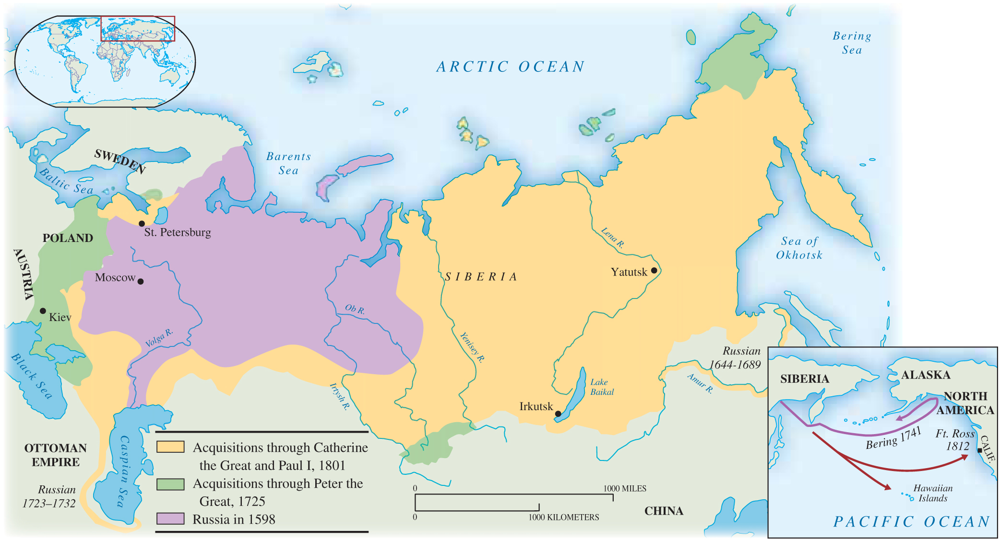 ARCTIC OCEAN
Bering
Sea
SWEDEN
Barents
Sea
Baltic Sea
St. Petersburg
POLAND
AUSTRIA
Moscow
Kiev
Volga R.
Ob R.
SIBERIA
Lena R.
Yatutsk
Sea of
Okhotsk
Yenisey R.
Irtysh R.
Black Sea
Lake
Baikal
Irkutsk
Russian
1644-1689
Amur R.
OTTOMAN
EMPIRE
Caspian Sea
Russian
1723–1732
Acquisitions through Catherine
the Great and Paul I, 1801
Acquisitions through Peter the
Great, 1725
Russia in 1598
0
1000 MILES
0
1000 KILOMETERS
CHINA
SIBERIA
ALASKA
NORTH
AMERICA
Bering 1741
Ft. Ross
1812
CALIF.
Hawaiian
Islands
PACIFIC OCEAN